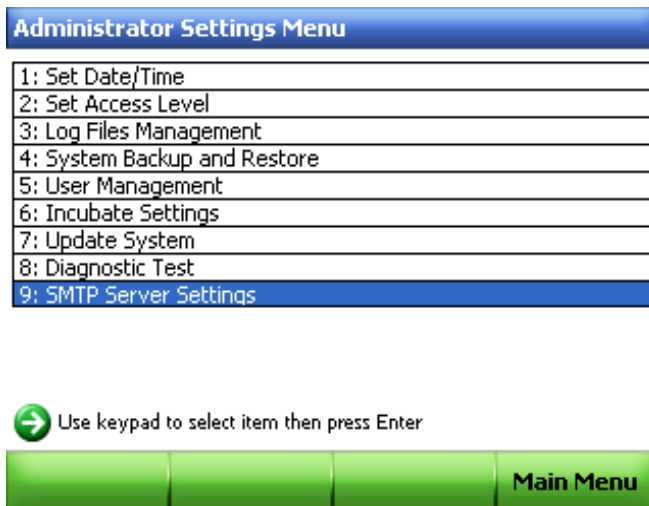 Administrator Settings Menu
1: Set Date/Time
2: Set Access Level
3: Log Files Management
4: System Backup and Restore
5: User Management
6: Incubate Settings
7: Update System
8: Diagnostic Test
9: SMTP Server Settings
Use keypad to select item then press Enter
Main Menu